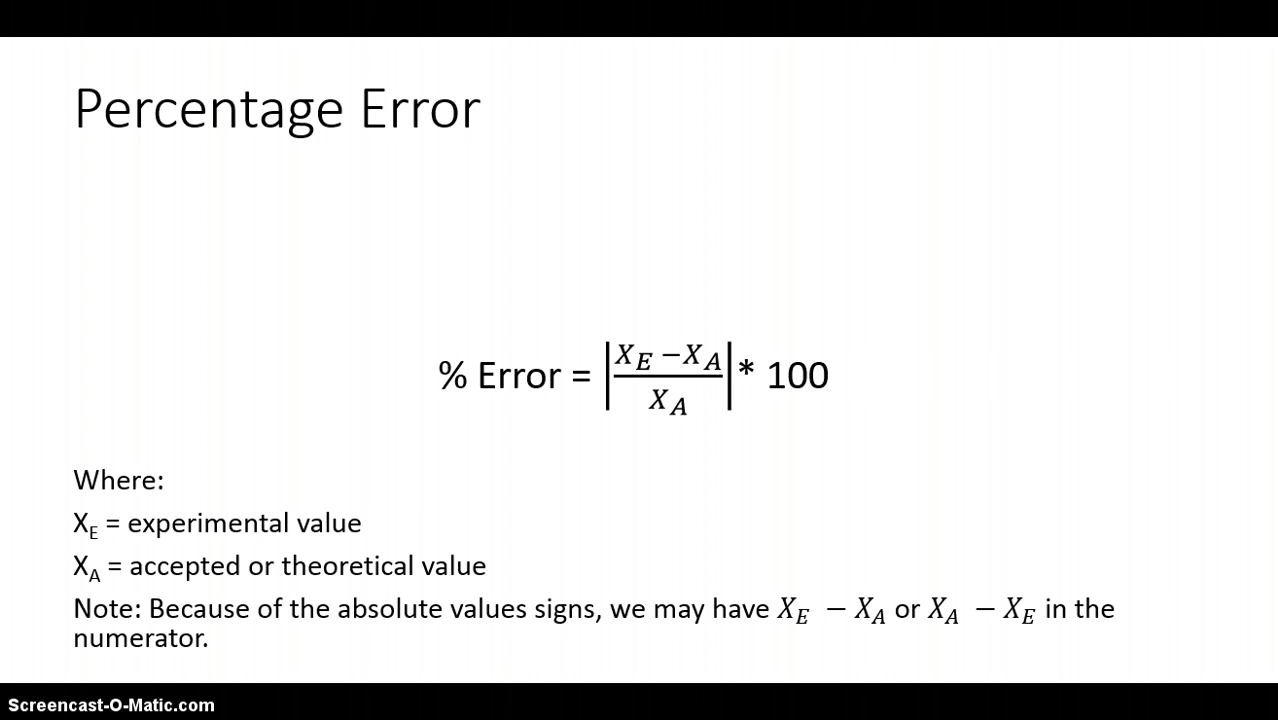 Percentage Error
% Error = |X_E − X_A / X_A| * 100
Where:
X_E = experimental value
X_A = accepted or theoretical value
Note: Because of the absolute values signs, we may have X_E − X_A or X_A − X_E in the
numerator.
Screencast-O-Matic.com